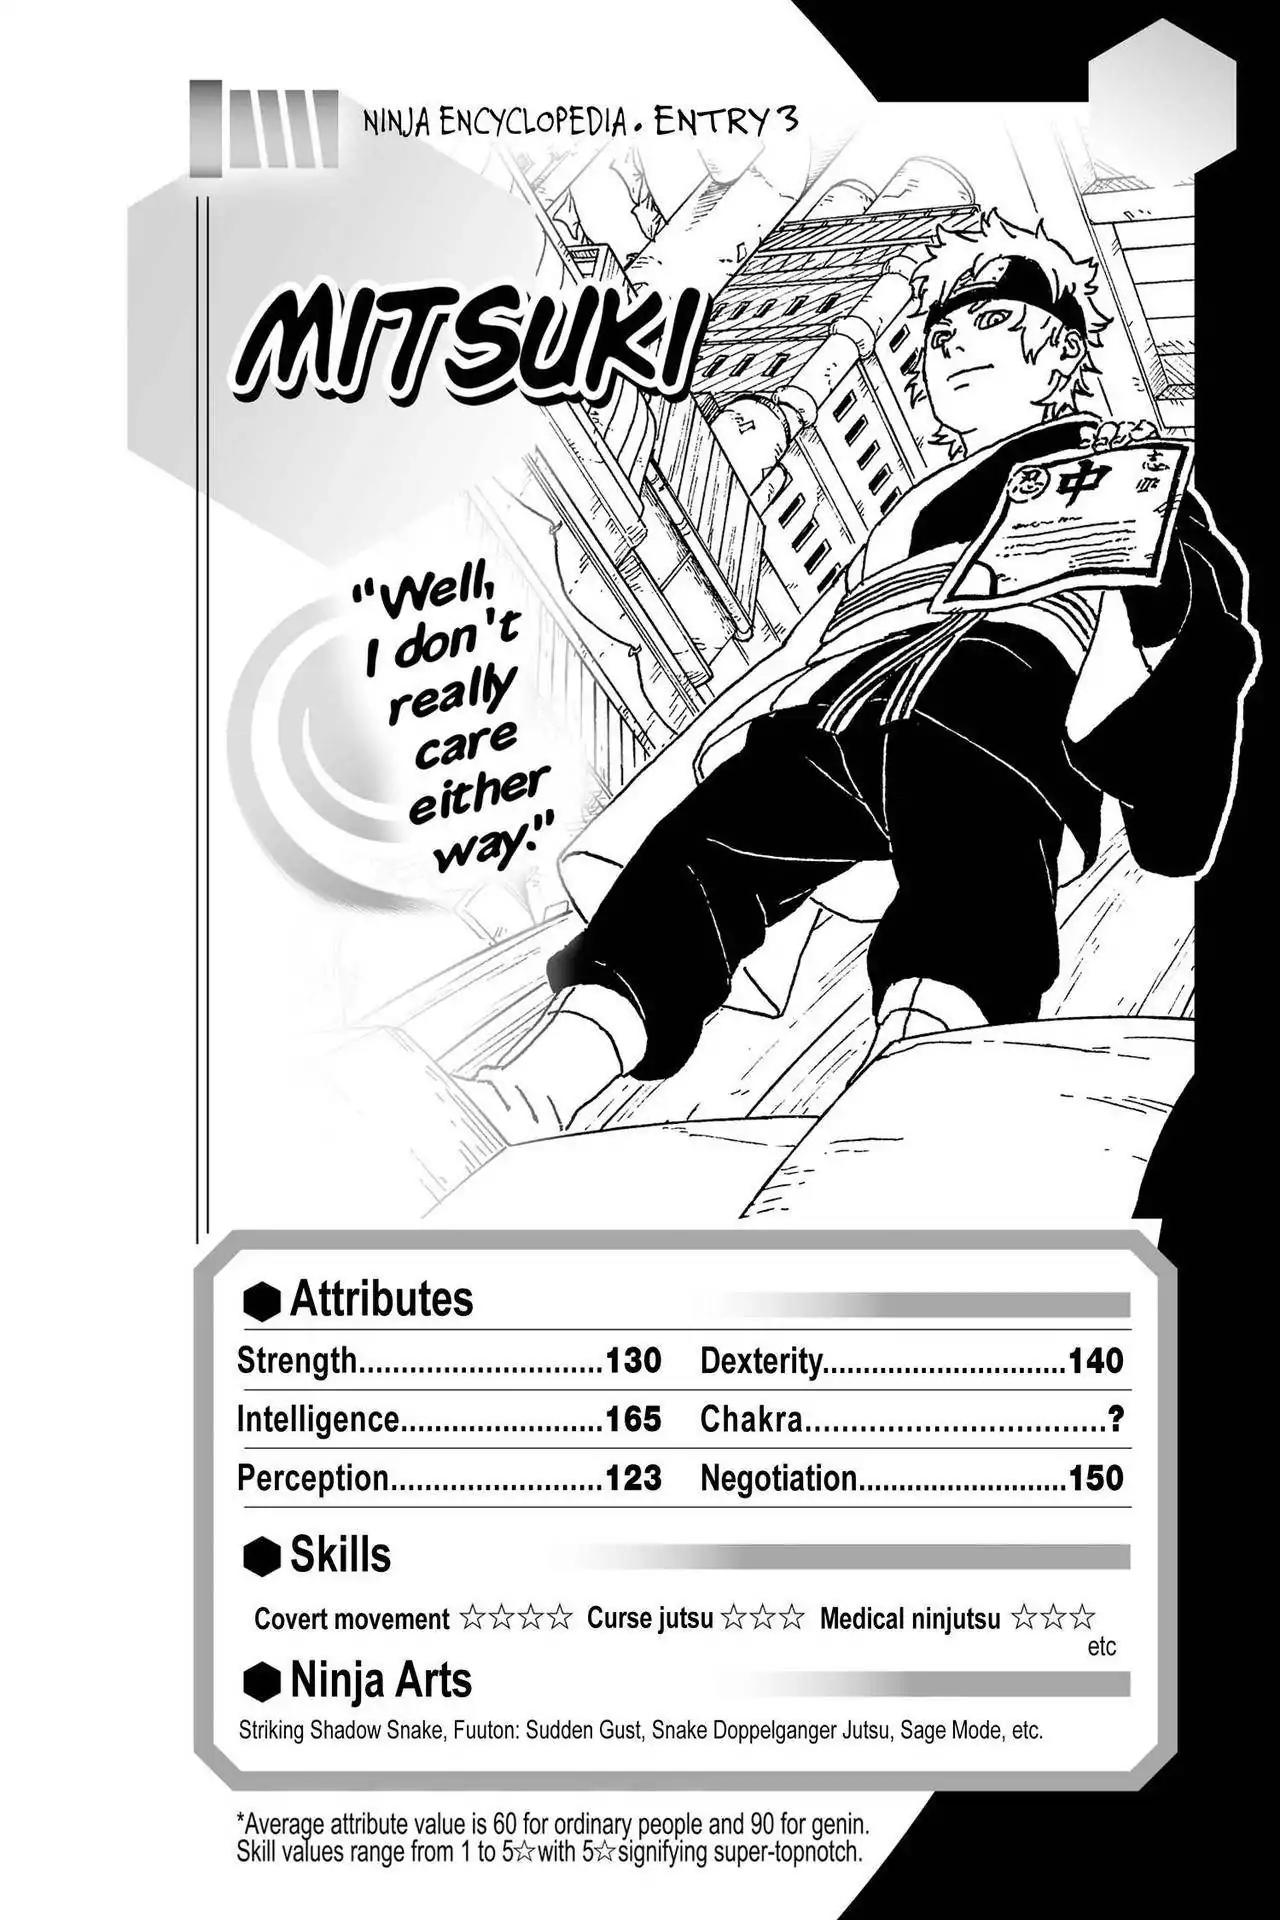 NINJA ENCYCLOPEDIA. ENTRY 3
MITSUKI
忍 中 志
"Well,
I don't
really
care
either
way."
Attributes
Strength.............................130 Dexterity.............................140
Intelligence........................165 Chakra....................................?
Perception.........................123 Negotiation.........................150
Skills
Covert movement ☆☆☆☆ Curse jutsu ☆☆☆ Medical ninjutsu ☆☆☆
etc
Ninja Arts
Striking Shadow Snake, Fuuton: Sudden Gust, Snake Doppelganger Jutsu, Sage Mode, etc.
*Average attribute value is 60 for ordinary people and 90 for genin.
Skill values range from 1 to 5☆with 5☆signifying super-topnotch.